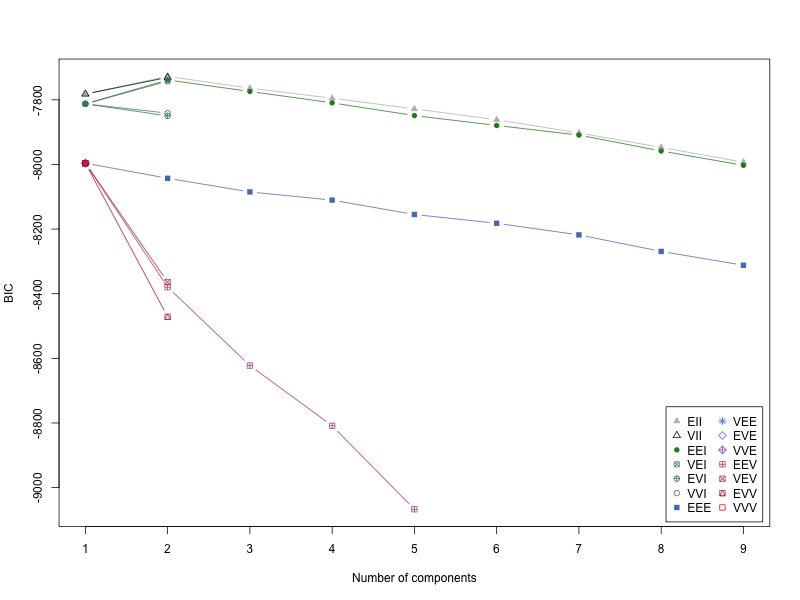 -7800
-8000
-8200
-8400
-8600
-8800
-9000
BIC
1 2 3 4 5 6 7 8 9
Number of components
EII VEE
VII EVE
EEI VVE
VEI EEV
EVI VEV
VVI EVV
EEE VVV